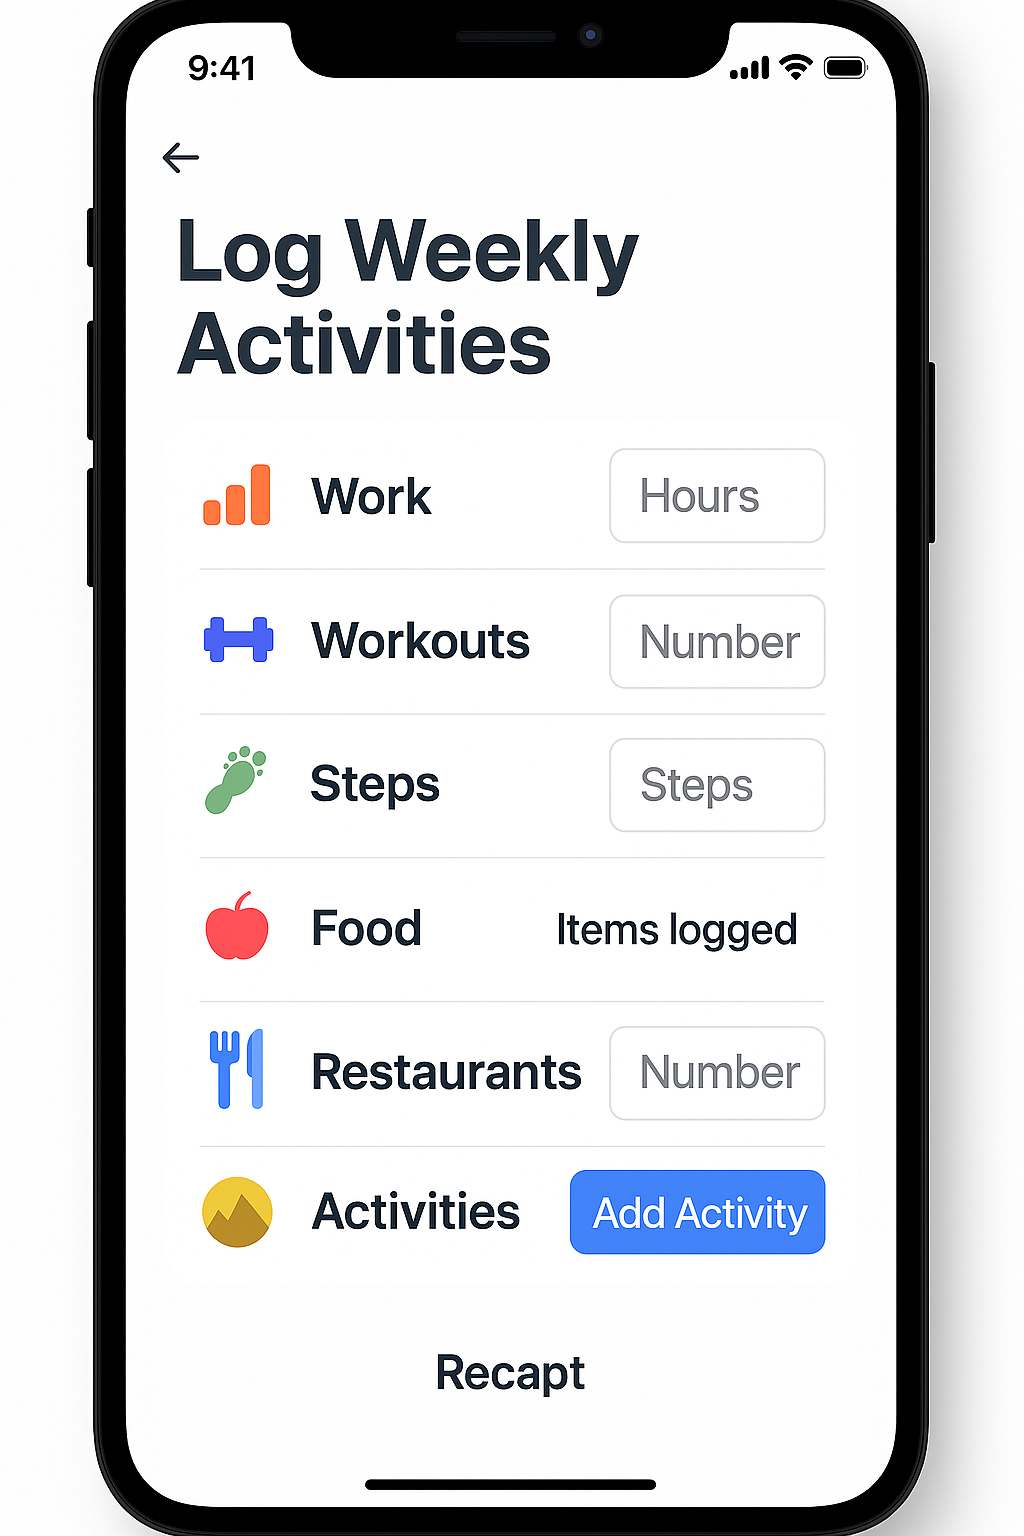 9:41
Log Weekly
Activities
Work Hours
Workouts Number
Steps Steps
Food Items logged
Restaurants Number
Activities Add Activity
Recapt